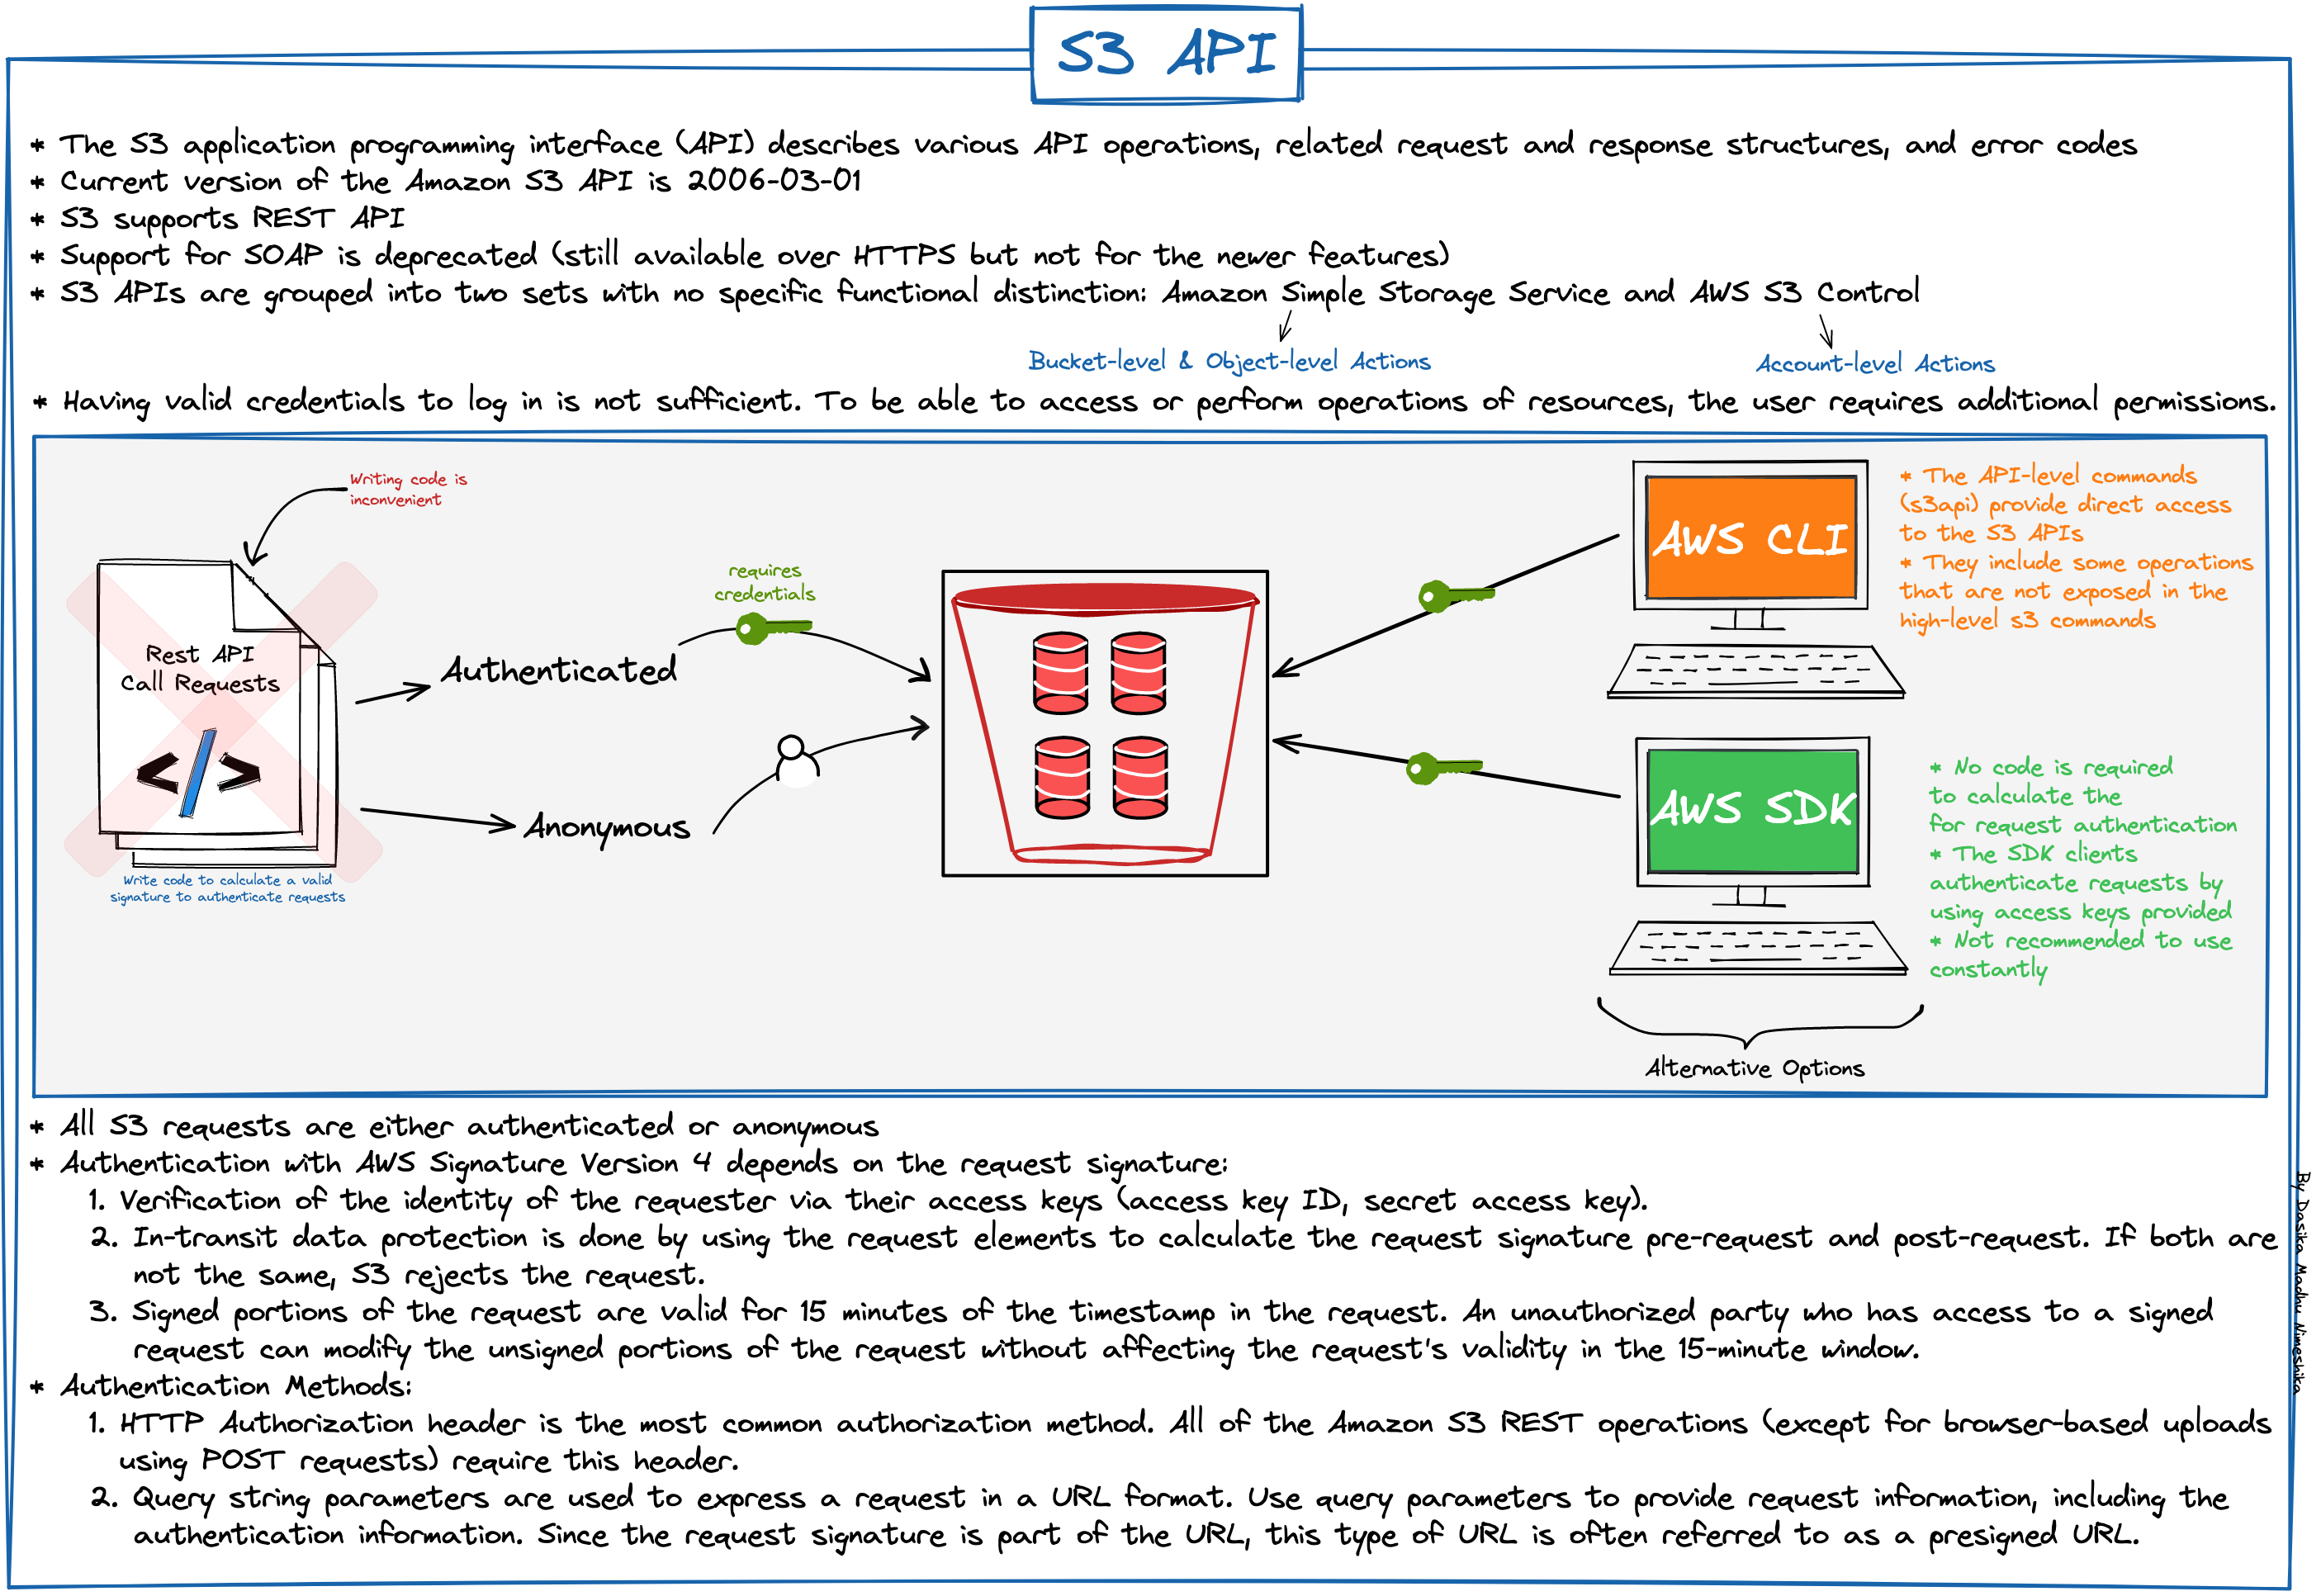 S3 API
* The S3 application programming interface (API) describes various API operations, related request and response structures, and error codes
* Current version of the Amazon S3 API is 2006-03-01
* S3 supports REST API
* Support for SOAP is deprecated (still available over HTTPS but not for the newer features)
* S3 APIs are grouped into two sets with no specific functional distinction: Amazon Simple Storage Service and AWS S3 Control
Bucket-level & Object-level Actions
Account-level Actions
* Having valid credentials to log in is not sufficient. To be able to access or perform operations of resources, the user requires additional permissions.
Writing code is
inconvenient
Rest API
Call Requests
</>
Write code to calculate a valid
signature to authenticate requests
Authenticated
requires
credentials
Anonymous
AWS CLI
* The API-level commands
(s3api) provide direct access
to the S3 APIs
* They include some operations
that are not exposed in the
high-level s3 commands
AWS SDK
* No code is required
to calculate the
for request authentication
* The SDK clients
authenticate requests by
using access keys provided
* Not recommended to use
constantly
Alternative Options
* All S3 requests are either authenticated or anonymous
* Authentication with AWS Signature Version 4 depends on the request signature:
1. Verification of the identity of the requester via their access keys (access key ID, secret access key).
2. In-transit data protection is done by using the request elements to calculate the request signature pre-request and post-request. If both are
not the same, S3 rejects the request.
3. Signed portions of the request are valid for 15 minutes of the timestamp in the request. An unauthorized party who has access to a signed
request can modify the unsigned portions of the request without affecting the request's validity in the 15-minute window.
* Authentication Methods:
1. HTTP Authorization header is the most common authorization method. All of the Amazon S3 REST operations (except for browser-based uploads
using POST requests) require this header.
2. Query string parameters are used to express a request in a URL format. Use query parameters to provide request information, including the
authentication information. Since the request signature is part of the URL, this type of URL is often referred to as a presigned URL.
By Dasika Madhu Nimeshika